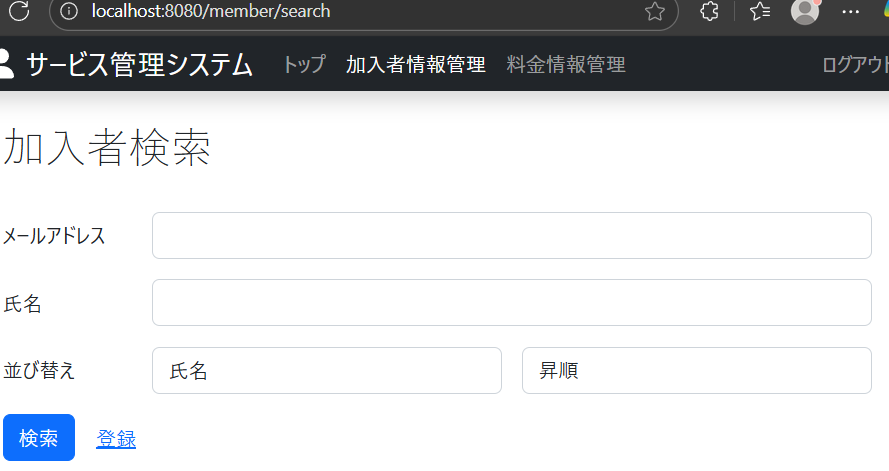 localhost:8080/member/search
サービス管理システム トップ 加入者情報管理 料金情報管理 ログアウト
加入者検索
メールアドレス
氏名
並び替え 氏名 昇順
検索 登録